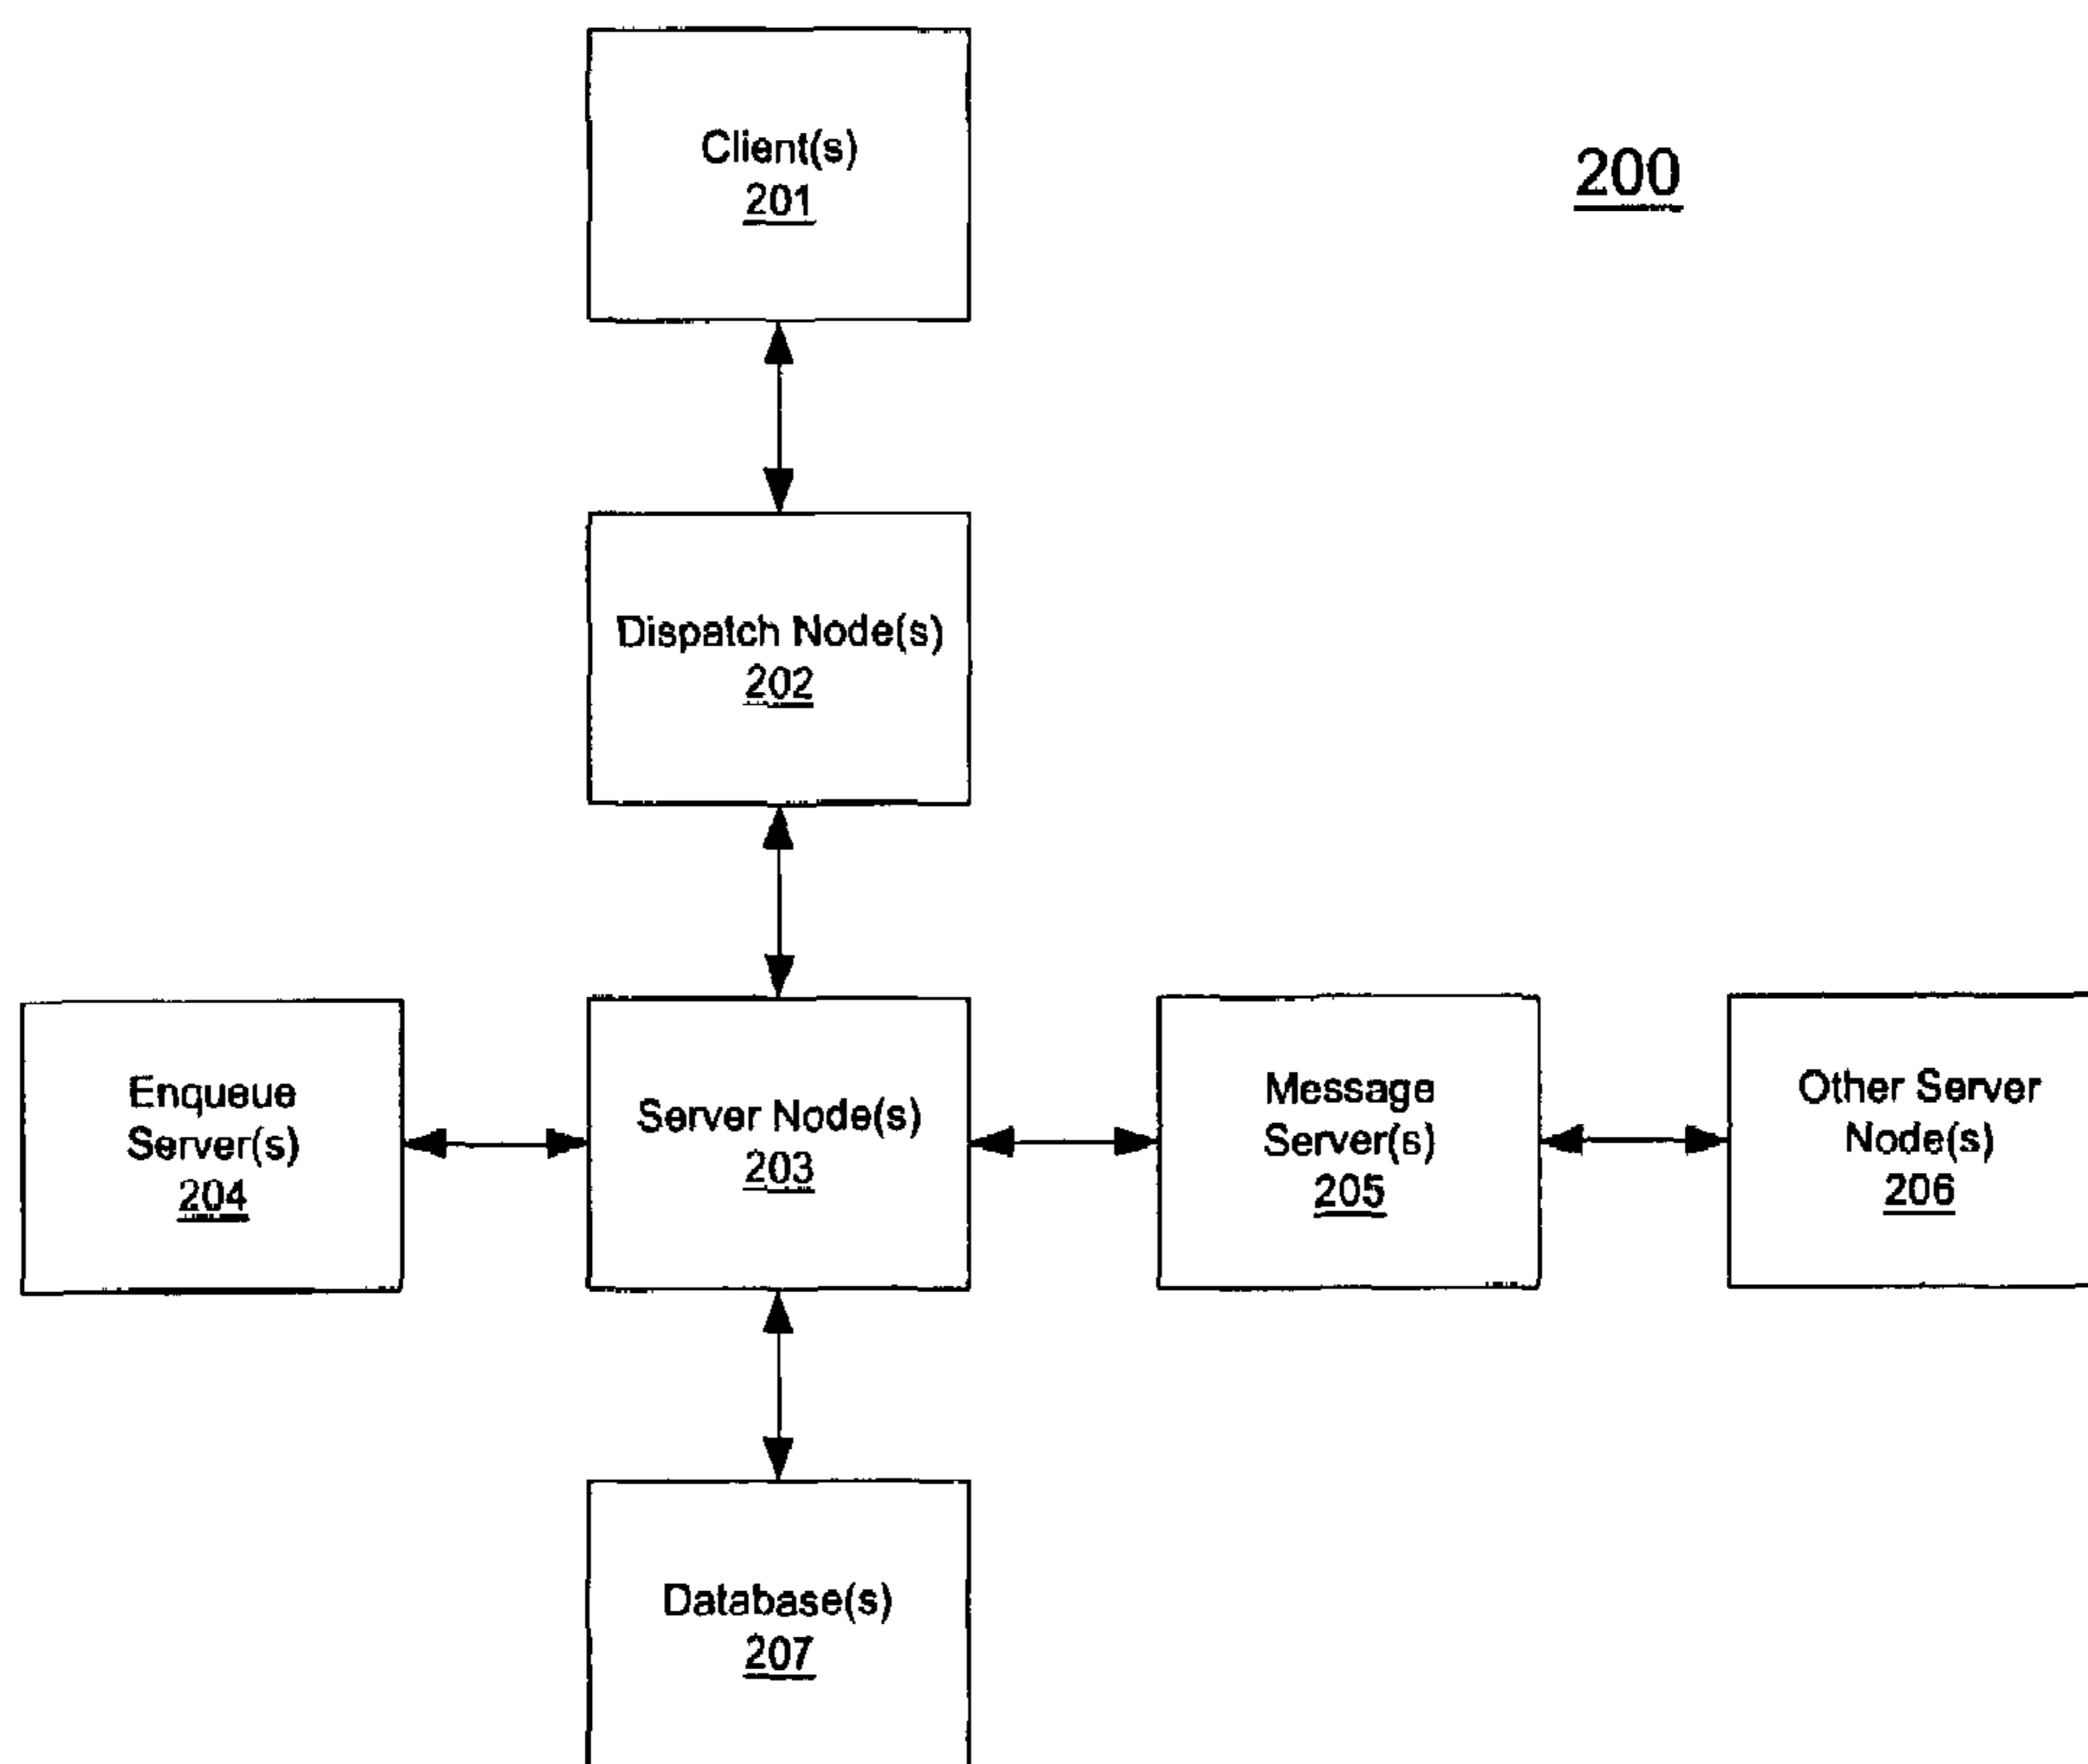 Client(s)
201
200
Dispatch Node(s)
202
Enqueue
Server(s)
204
Server Node(s)
203
Message
Server(s)
205
Other Server
Node(s)
206
Database(s)
207